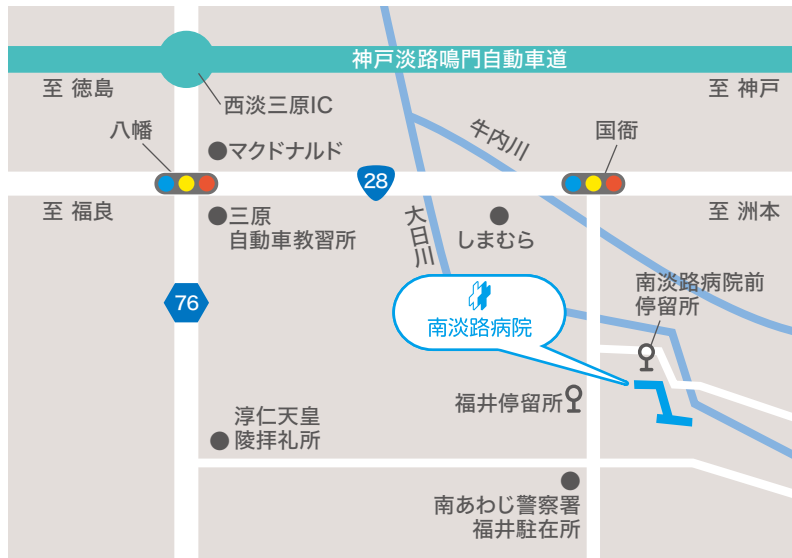 神戸淡路鳴門自動車道
至 徳島
至 神戸
西淡三原IC
八幡
マクドナルド
牛内川
国衙
28
至 福良
至 洲本
三原
自動車教習所
大日川
しまむら
76
南淡路病院
南淡路病院前
停留所
福井停留所
淳仁天皇
陵拝礼所
南あわじ警察署
福井駐在所